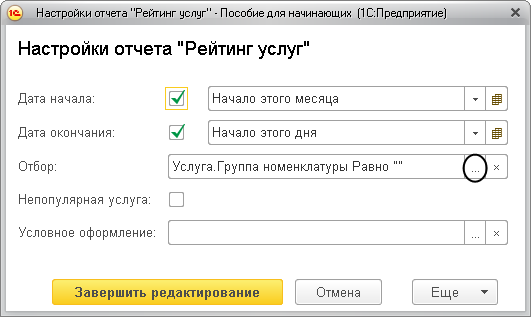 Настройки отчета "Рейтинг услуг" - Пособие для начинающих (1С:Предприятие)
Настройки отчета "Рейтинг услуг"
Дата начала: Начало этого месяца
Дата окончания: Начало этого дня
Отбор: Услуга.Группа номенклатуры Равно "" ... ×
Непопулярная услуга:
Условное оформление: ... ×
Завершить редактирование Отмена Еще